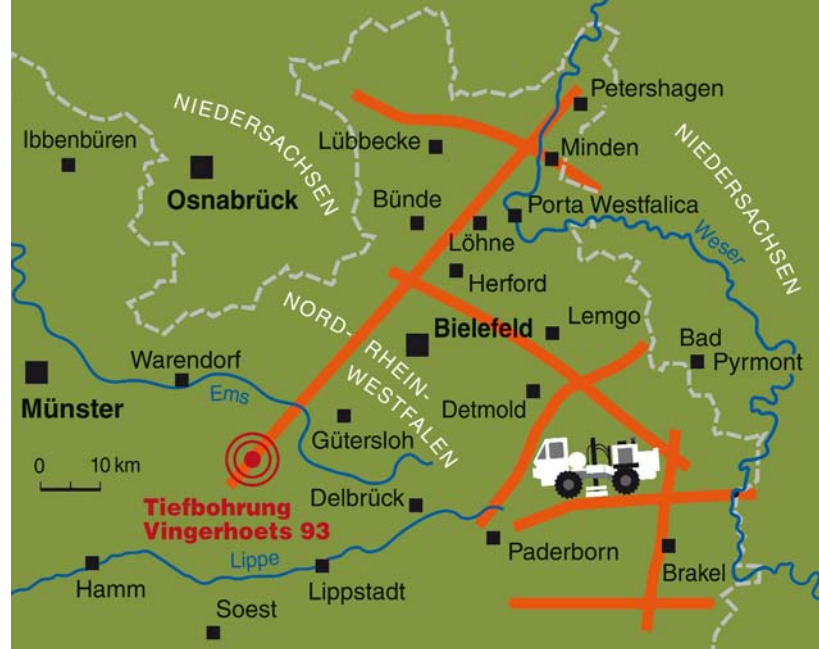 Petershagen
NIEDERSACHSEN
NIEDERSACHSEN
Ibbenbüren
Lübbecke
Minden
Osnabrück
Bünde
Porta Westfalica
Löhne
Weser
Herford
NORD-RHEIN-
WESTFALEN
Bielefeld
Lemgo
Bad
Pyrmont
Warendorf
Ems
Münster
Detmold
Gütersloh
0 10 km
Delbrück
Tiefbohrung
Vingerhoets 93
Lippe
Paderborn
Brakel
Hamm
Lippstadt
Soest